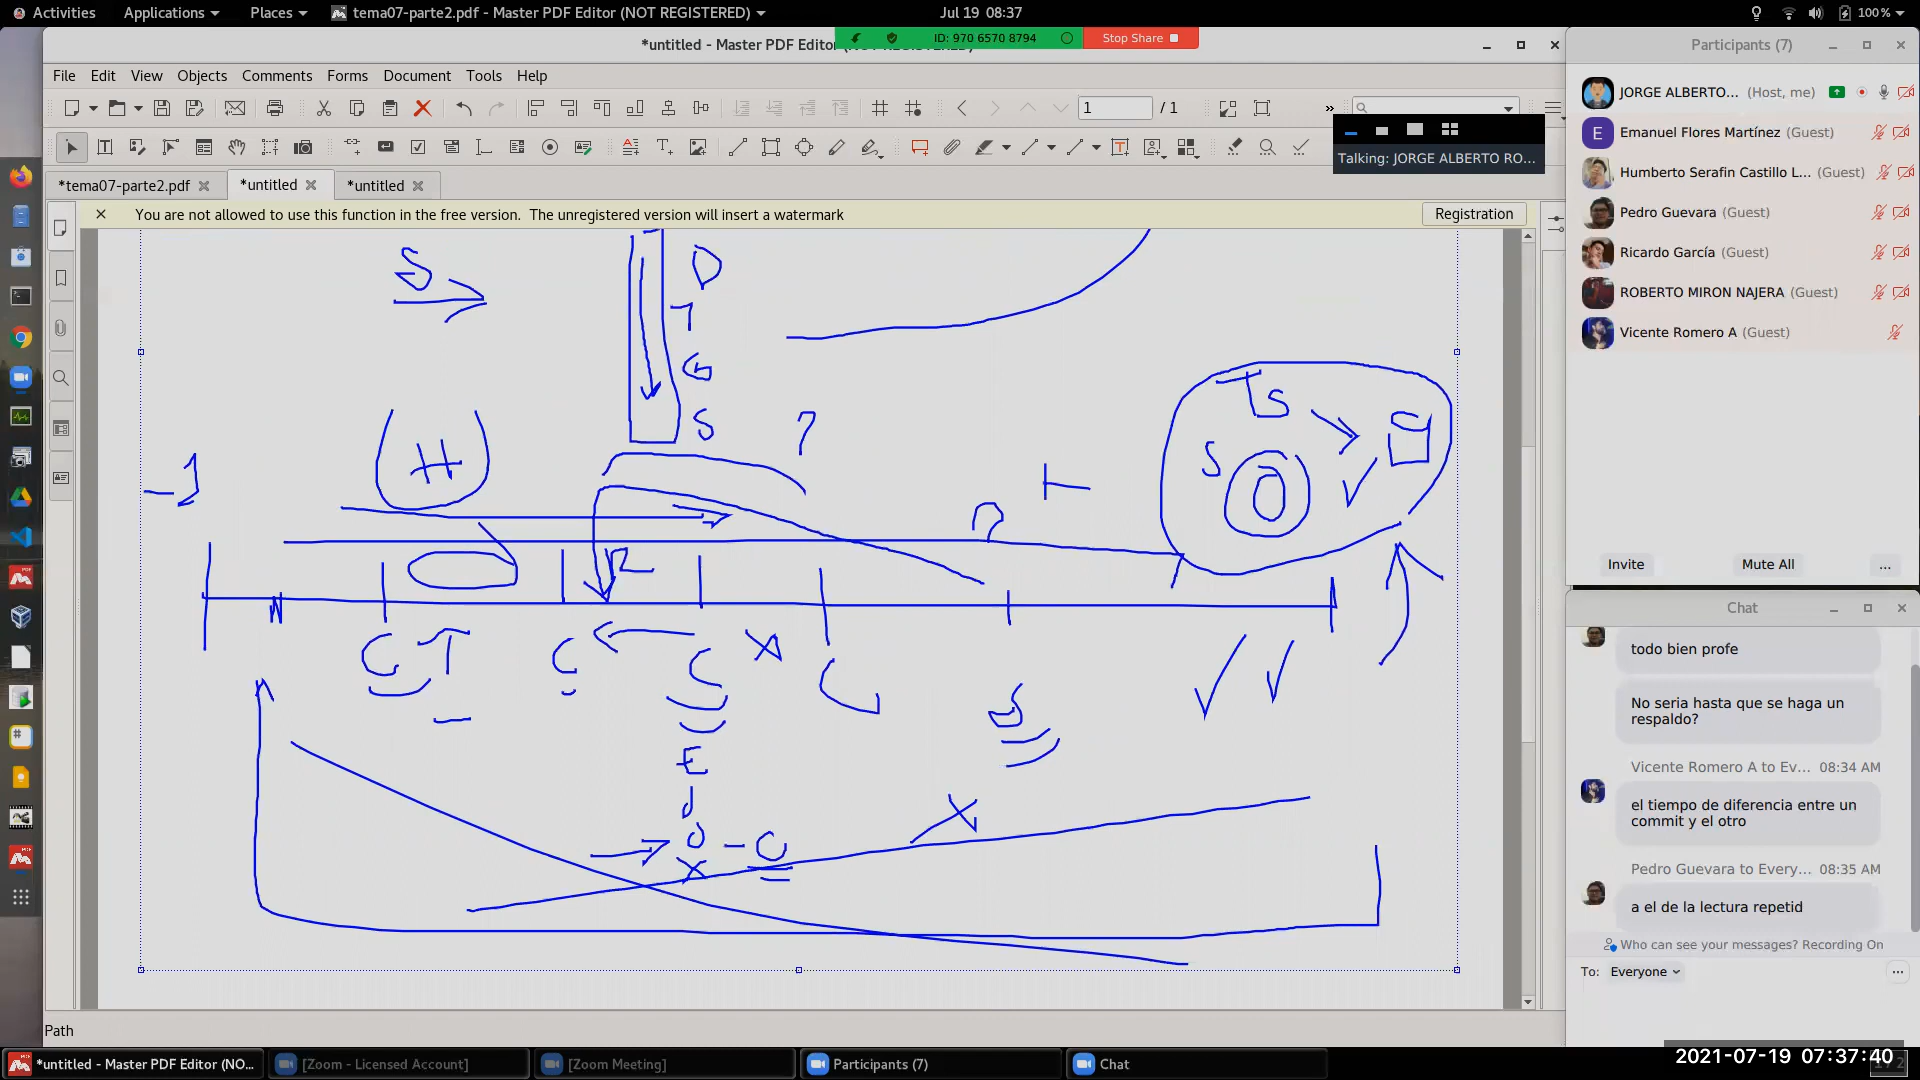 Activities
Applications
Places
tema07-parte2.pdf - Master PDF Editor (NOT REGISTERED)
Jul 19 08:37
100%
*untitled - Master PDF Editor
ID: 970 6570 8794
Stop Share
File Edit View Objects Comments Forms Document Tools Help
1 / 1
Talking: JORGE ALBERTO RO...
*tema07-parte2.pdf
*untitled
*untitled
You are not allowed to use this function in the free version. The unregistered version will insert a watermark
Registration
S
D
T
G
S
?
H
-1
T S
S
R
C T
C
C
S
E
d
O - C
Path
Participants (7)
JORGE ALBERTO... (Host, me)
E
Emanuel Flores Martínez (Guest)
Humberto Serafin Castillo L... (Guest)
Pedro Guevara (Guest)
Ricardo García (Guest)
ROBERTO MIRON NAJERA (Guest)
Vicente Romero A (Guest)
Invite
Mute All
...
Chat
todo bien profe
No seria hasta que se haga un
respaldo?
Vicente Romero A to Ev... 08:34 AM
el tiempo de diferencia entre un
commit y el otro
Pedro Guevara to Every... 08:35 AM
a el de la lectura repetid
Who can see your messages? Recording On
To: Everyone
*untitled - Master PDF Editor (NO...
[Zoom - Licensed Account]
[Zoom Meeting]
Participants (7)
Chat
2021-07-19 07:37:40